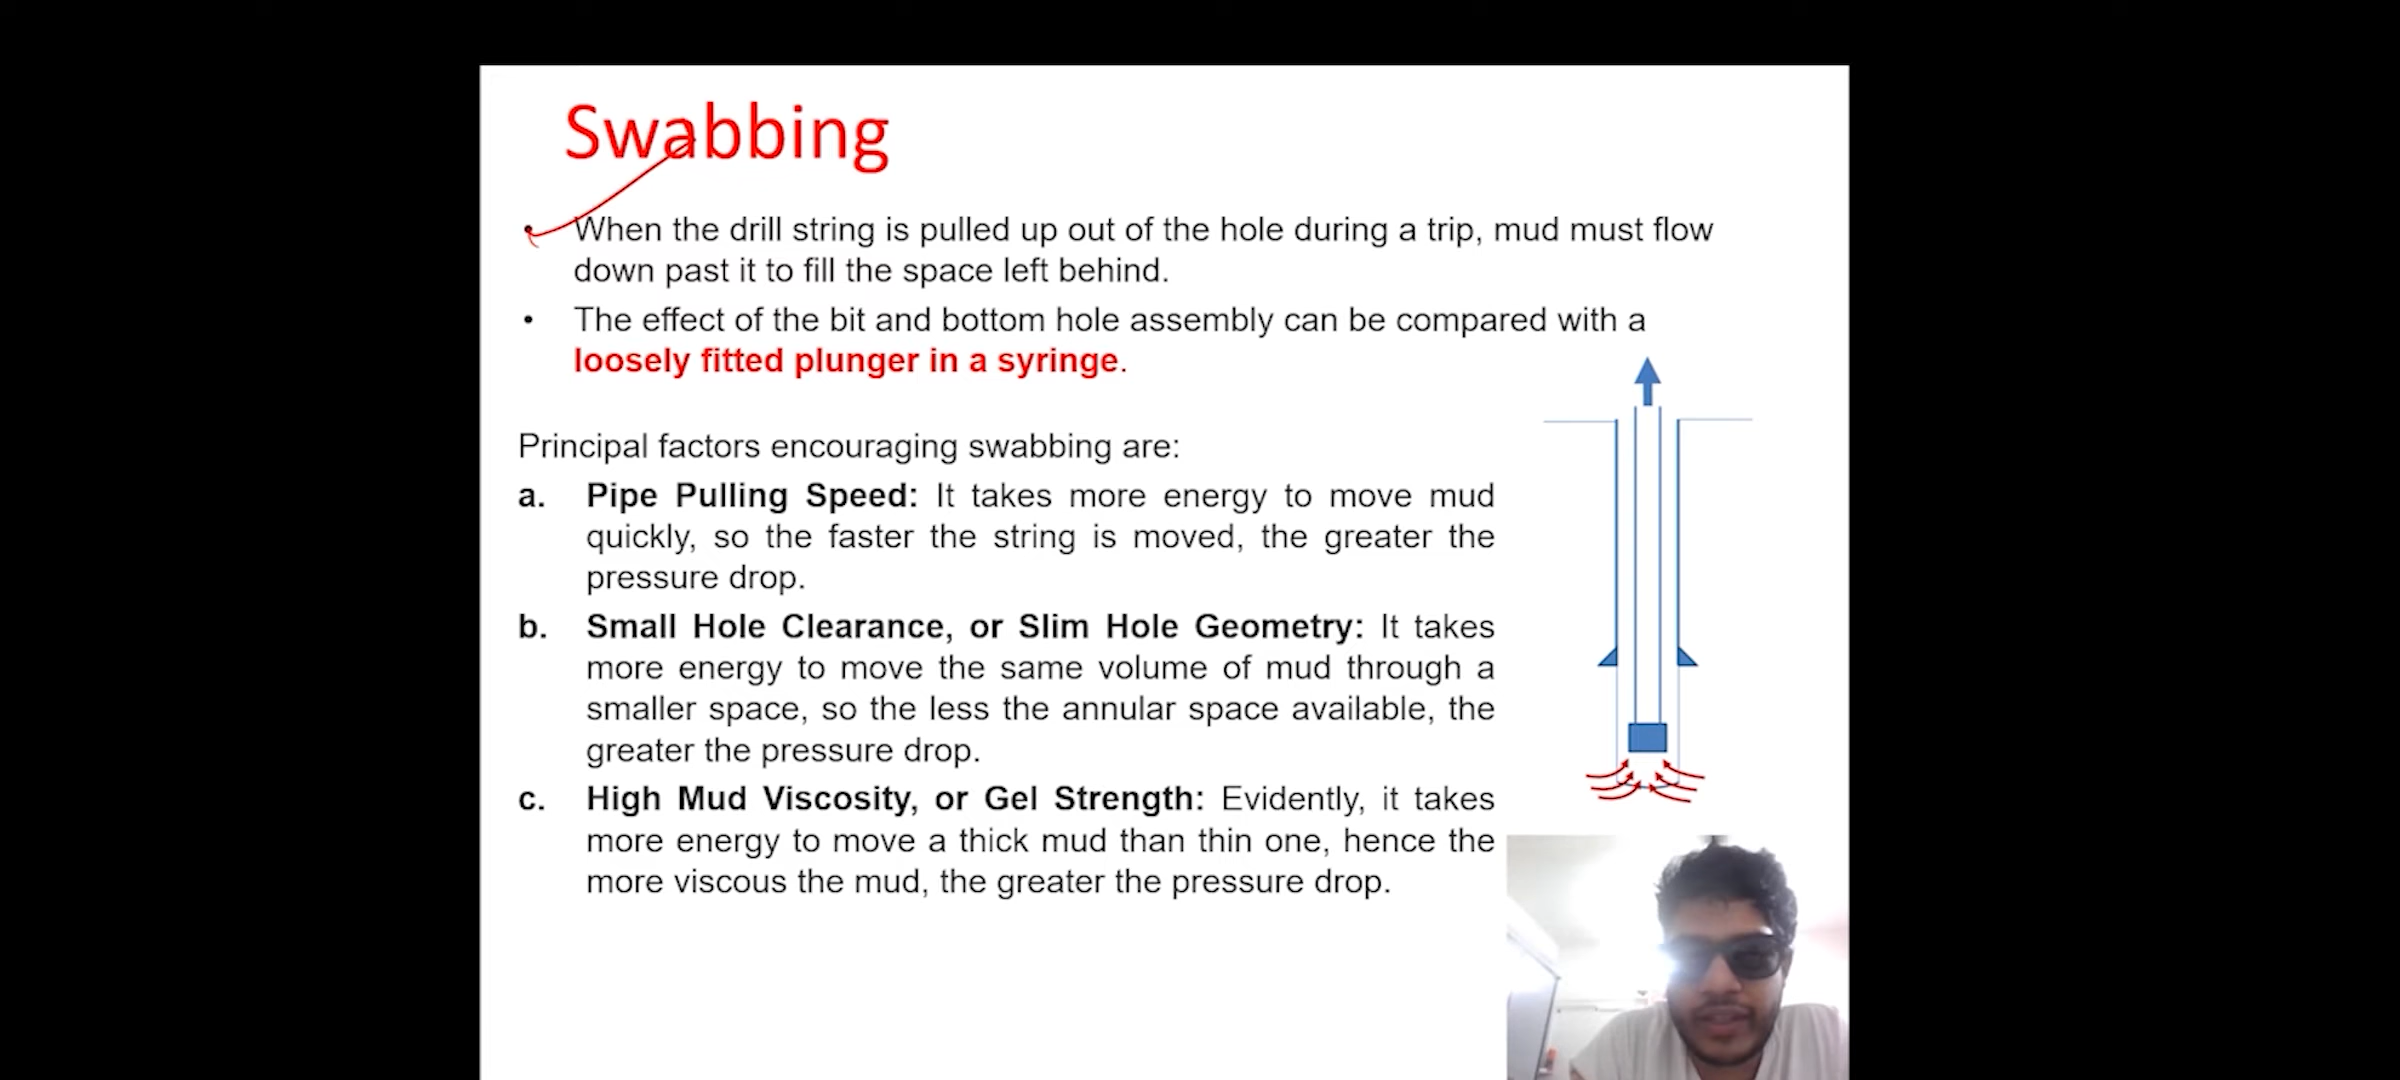 Swabbing
• When the drill string is pulled up out of the hole during a trip, mud must flow
down past it to fill the space left behind.
• The effect of the bit and bottom hole assembly can be compared with a
loosely fitted plunger in a syringe.
Principal factors encouraging swabbing are:
a. Pipe Pulling Speed: It takes more energy to move mud
quickly, so the faster the string is moved, the greater the
pressure drop.
b. Small Hole Clearance, or Slim Hole Geometry: It takes
more energy to move the same volume of mud through a
smaller space, so the less the annular space available, the
greater the pressure drop.
c. High Mud Viscosity, or Gel Strength: Evidently, it takes
more energy to move a thick mud than thin one, hence the
more viscous the mud, the greater the pressure drop.